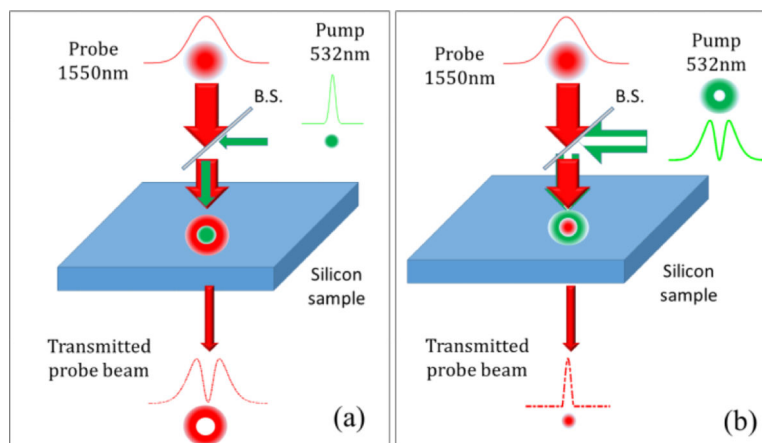 Probe
1550nm
Pump
532nm
B.S.
Silicon
sample
Transmitted
probe beam
(a)
Probe
1550nm
Pump
532nm
B.S.
Silicon
sample
Transmitted
probe beam
(b)